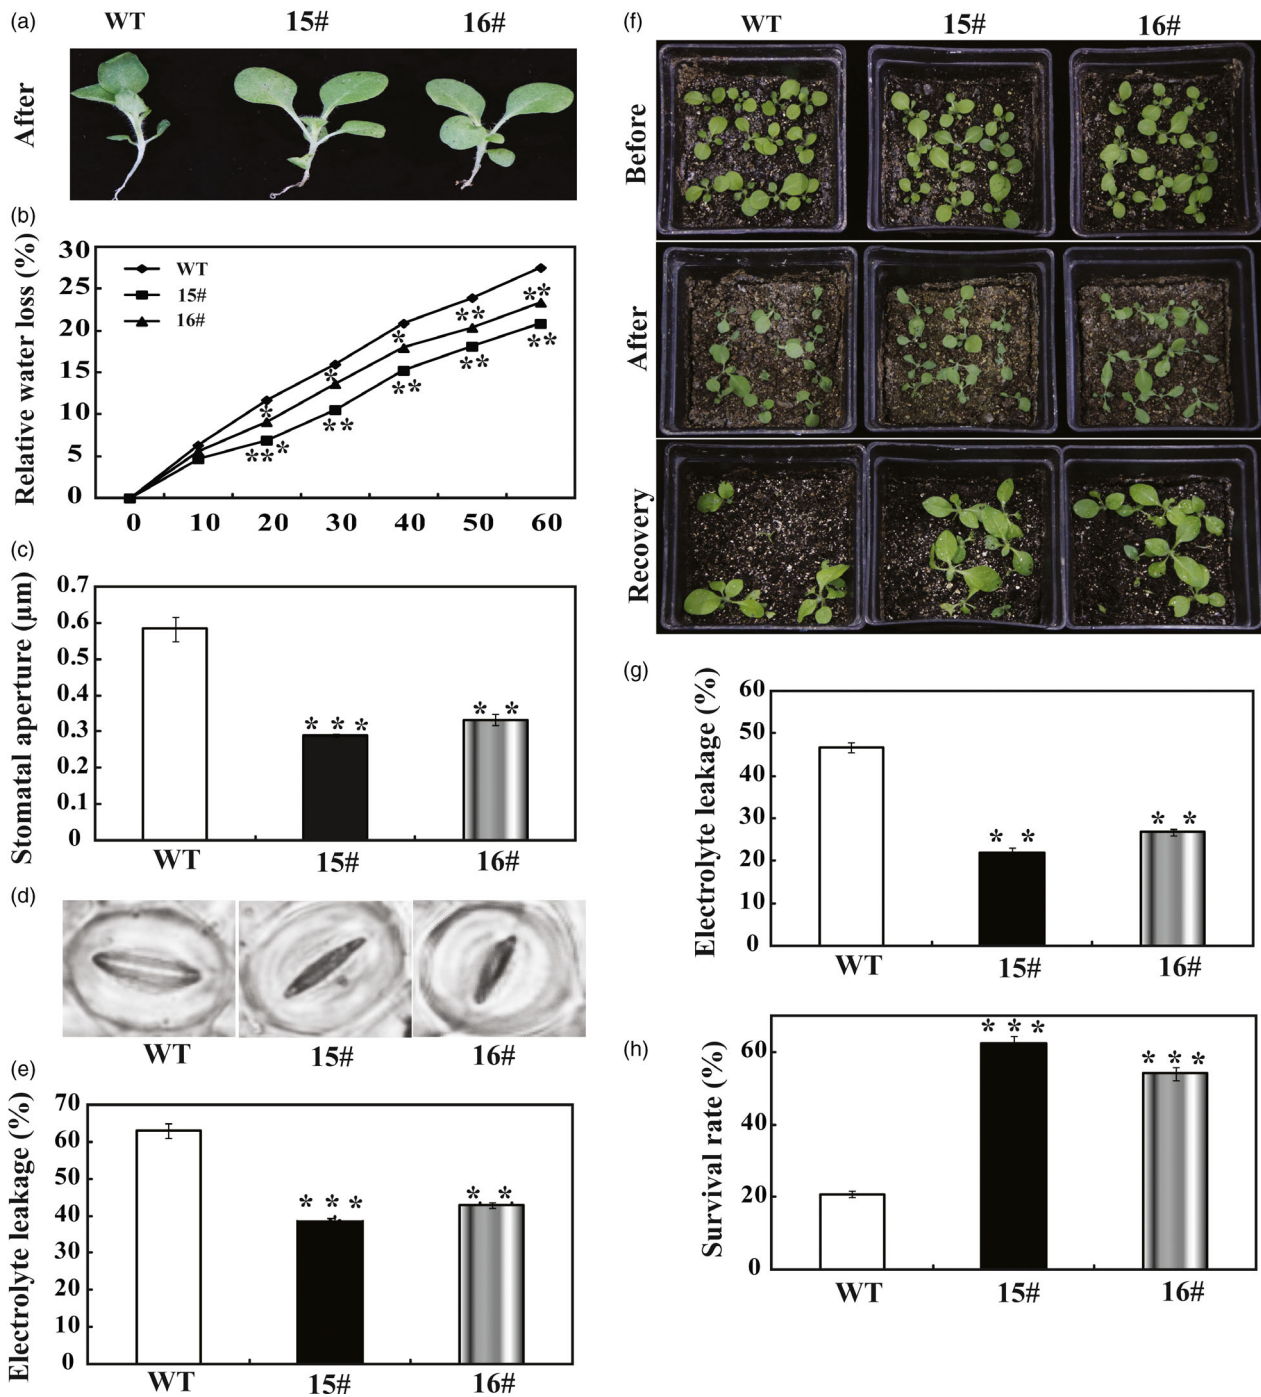 (a)
WT 15# 16#
After
(b)
Relative water loss (%)
30
25
20
15
10
5
0
WT
15#
16#
*
*
*
**
**
***
**
**
**
**
0 10 20 30 40 50 60
(c)
Stomatal aperture (µm)
0.7
0.6
0.5
0.4
0.3
0.2
0.1
0
* * *
* *
WT 15# 16#
(d)
WT 15# 16#
(e)
Electrolyte leakage (%)
70
60
50
40
30
20
10
0
* * *
* *
WT 15# 16#
(f)
WT 15# 16#
Before
After
Recovery
(g)
Electrolyte leakage (%)
60
50
40
30
20
10
0
* *
* *
WT 15# 16#
(h)
Survival rate (%)
60
40
20
0
* * *
* * *
WT 15# 16#